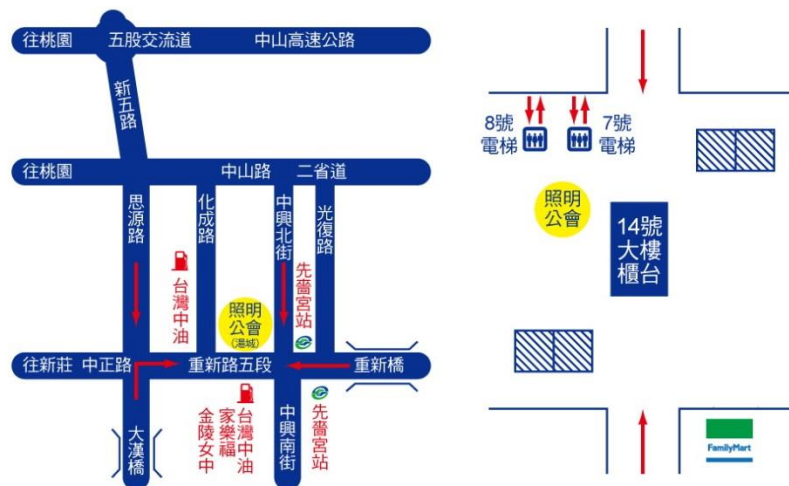 往桃園 五股交流道 中山高速公路
新五路
往桃園 中山路 二省道
思源路
化成路
中興北街
光復路
台灣中油
照明
公會
(湯城)
先嗇宮站
往新莊 中正路 重新路五段 重新橋
大漢橋
台灣中油
家樂福
金陵女中
中興南街
先嗇宮站
8號
電梯
7號
電梯
照明
公會
14號
大樓
櫃台
FamilyMart